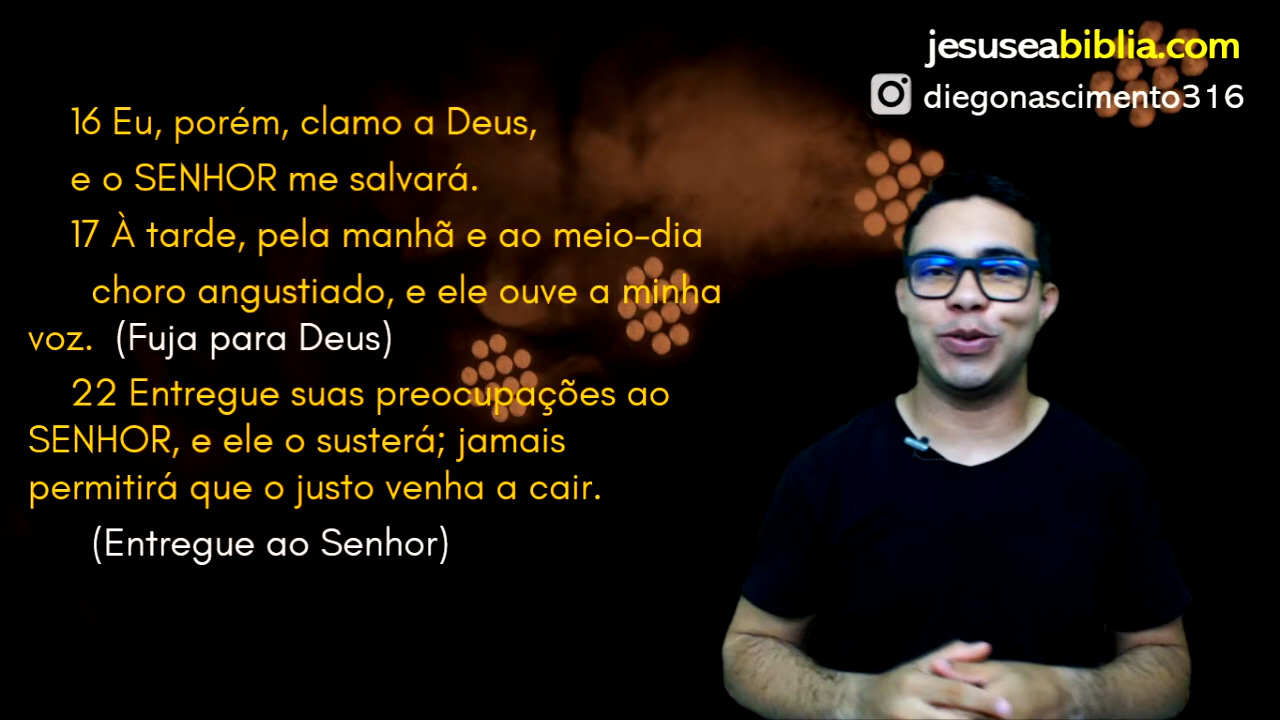 jesuseabiblia.com
diegonascimento316
16 Eu, porém, clamo a Deus,
e o SENHOR me salvará.
17 À tarde, pela manhã e ao meio-dia
choro angustiado, e ele ouve a minha
voz. (Fuja para Deus)
22 Entregue suas preocupações ao
SENHOR, e ele o susterá; jamais
permitirá que o justo venha a cair.
(Entregue ao Senhor)